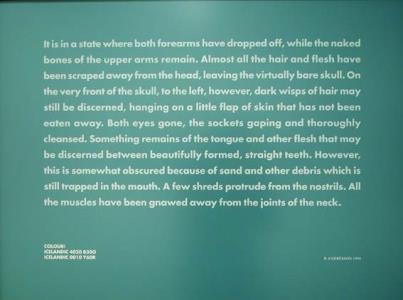 It is in a state where both forearms have dropped off, while the naked
bones of the upper arms remain. Almost all the hair and flesh have
been scraped away from the head, leaving the virtually bare skull. On
the very front of the skull, to the left, however, dark wisps of hair may
still be discerned, hanging on a little flap of skin that has not been
eaten away. Both eyes gone, the sockets gaping and thoroughly
cleansed. Something remains of the tongue and other flesh that may
be discerned between beautifully formed, straight teeth. However,
this is somewhat obscured because of sand and other debris which is
still trapped in the mouth. A few shreds protrude from the nostrils. All
the muscles have been gnawed away from the joints of the neck.
COLOUR:
ICELANDIC 4020 B50G
ICELANDIC 0010 Y60R